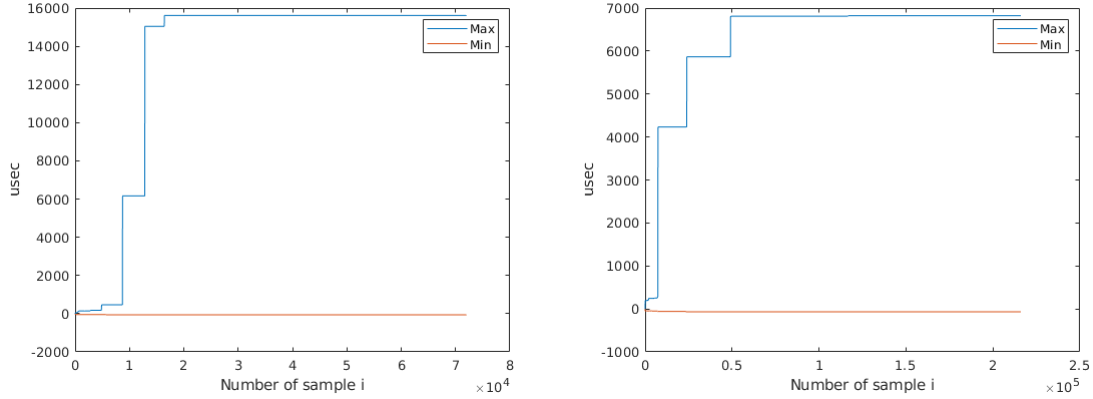 16000
14000
12000
10000
8000
6000
4000
2000
0
-2000
usec
0 1 2 3 4 5 6 7 8
Number of sample i
×10^4
Max
Min
7000
6000
5000
4000
3000
2000
1000
0
-1000
usec
0 0.5 1 1.5 2 2.5
Number of sample i
×10^5
Max
Min